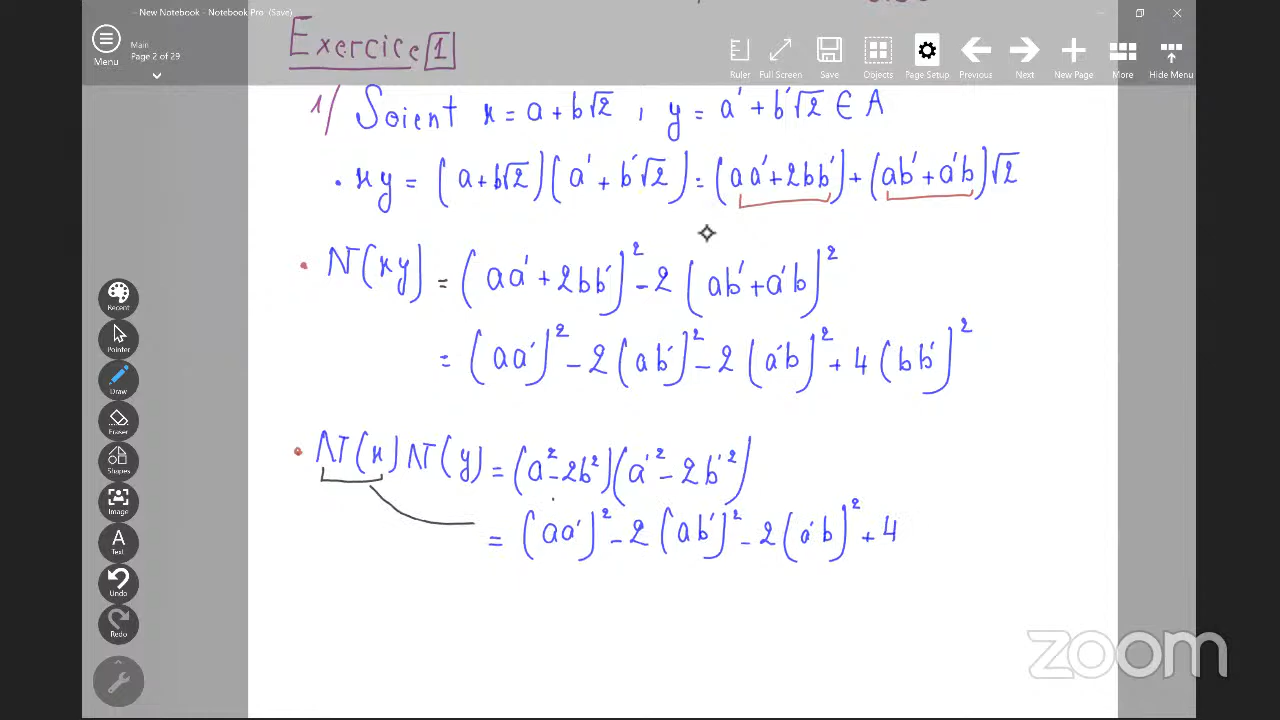 New Notebook - Notebook Pro (Save)
Menu
Main
Page 2 of 29
Ruler Full Screen Save Objects Page Setup Previous Next New Page More Hide Menu
Exercice 1
1/ Soient x = a + b√2 , y = a' + b'√2 ∈ A
• xy = (a + b√2)(a' + b'√2) = (aa' + 2bb') + (ab' + a'b)√2
• N(xy) = (aa' + 2bb')² - 2(ab' + a'b)²
= (aa')² - 2(ab')² - 2(a'b)² + 4(bb')²
• N(x)N(y) = (a² - 2b²)(a'² - 2b'²)
= (aa')² - 2(ab')² - 2(a'b)² + 4
Recent
Pointer
Draw
Eraser
Shapes
Image
Text
Undo
Redo
zoom